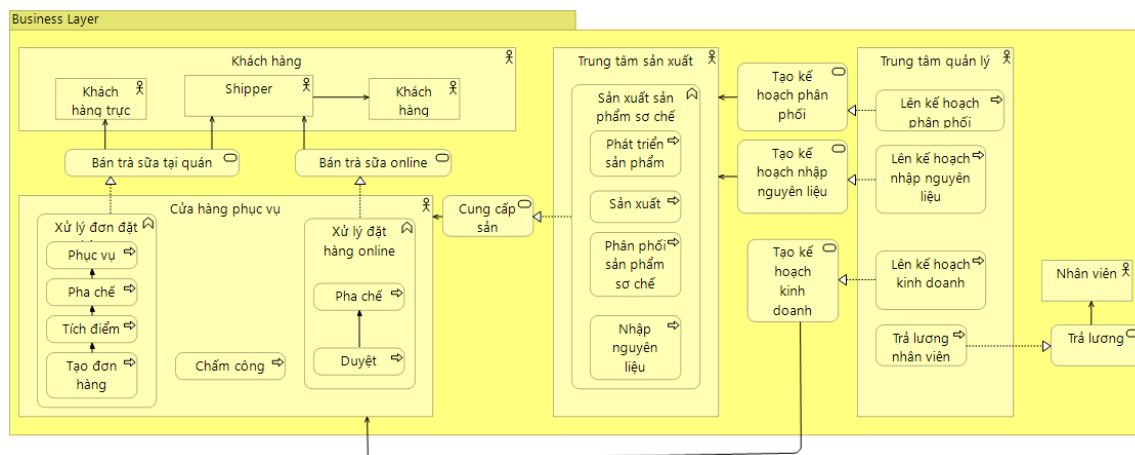 Business Layer
Khách hàng
Khách
hàng trực
Shipper
Khách
hàng
Bán trà sữa tại quán
Bán trà sữa online
Cửa hàng phục vụ
Xử lý đơn đặt
Phục vụ
Pha chế
Tích điểm
Tạo đơn
hàng
Chấm công
Xử lý đặt
hàng online
Pha chế
Duyệt
Cung cấp
sản
Trung tâm sản xuất
Sản xuất sản
phẩm sơ chế
Phát triển
sản phẩm
Sản xuất
Phân phối
sản phẩm
sơ chế
Nhập
nguyên
liệu
Tạo kế
hoạch phân
phối
Tạo kế
hoạch nhập
nguyên liệu
Tạo kế
hoạch
kinh
doanh
Trung tâm quản lý
Lên kế hoạch
phân phối
Lên kế hoạch
nhập nguyên
liệu
Lên kế hoạch
kinh doanh
Trả lương
nhân viên
Nhân viên
Trả lương